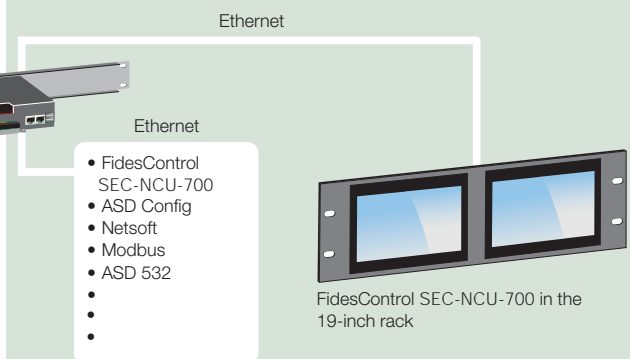 Ethernet
Ethernet
• FidesControl
SEC-NCU-700
• ASD Config
• Netsoft
• Modbus
• ASD 532
•
•
•
FidesControl SEC-NCU-700 in the
19-inch rack